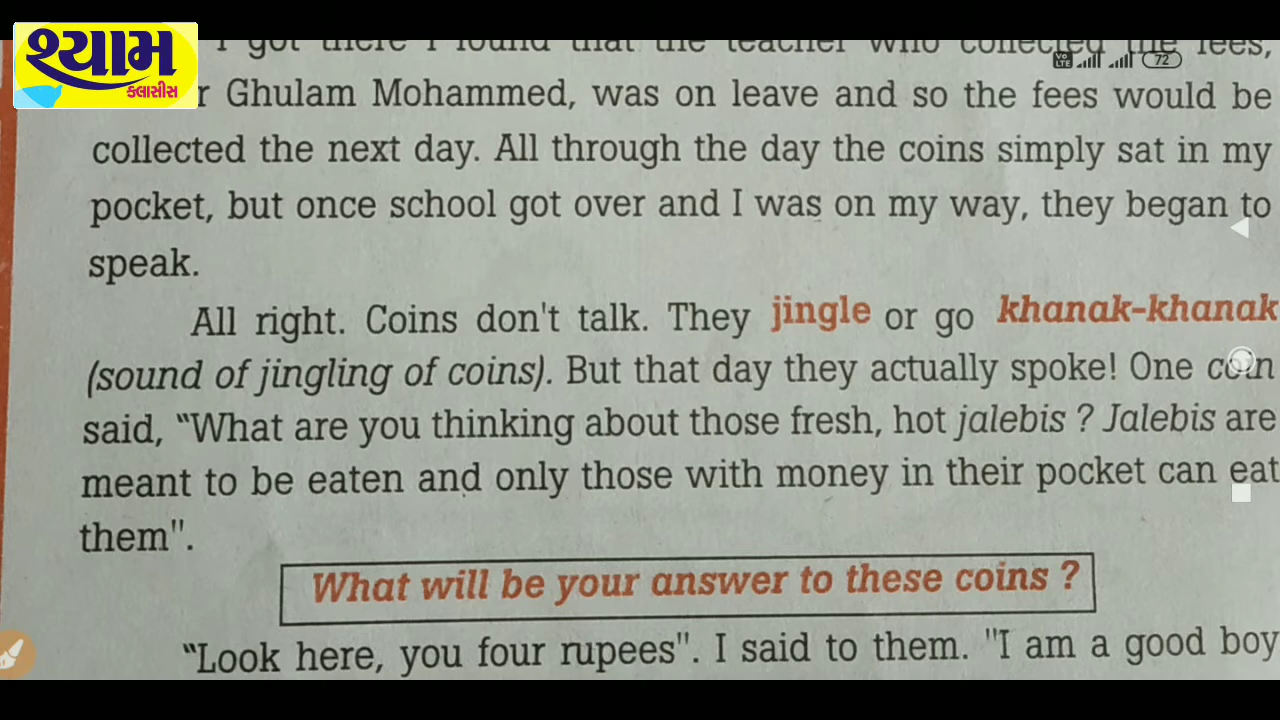 શ્યામ
ક્લાસીસ
I got there I found that the teacher who collected the fees,
72
r Ghulam Mohammed, was on leave and so the fees would be
collected the next day. All through the day the coins simply sat in my
pocket, but once school got over and I was on my way, they began to
speak.
All right. Coins don't talk. They jingle or go khanak-khanak
(sound of jingling of coins). But that day they actually spoke! One coin
said, "What are you thinking about those fresh, hot jalebis ? Jalebis are
meant to be eaten and only those with money in their pocket can eat
them".
What will be your answer to these coins ?
"Look here, you four rupees". I said to them. "I am a good boy